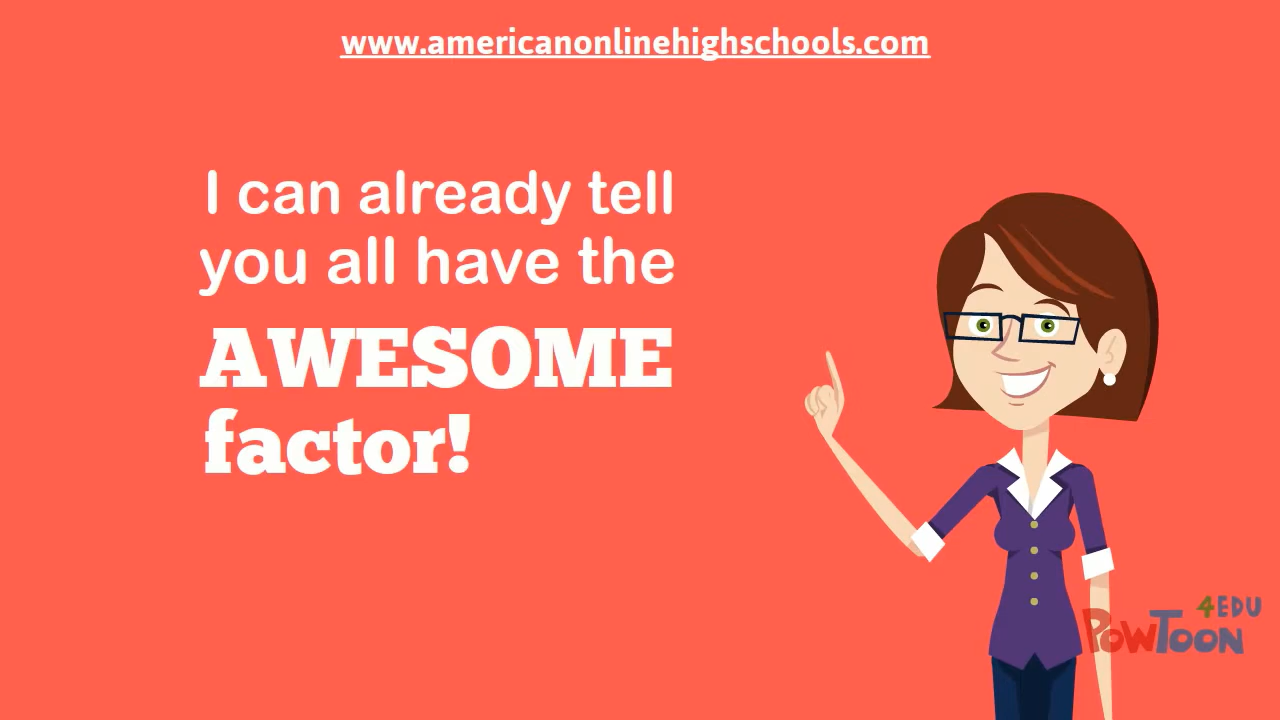 www.americanonlinehighschools.com
I can already tell
you all have the
AWESOME
factor!
4EDU
PowToon